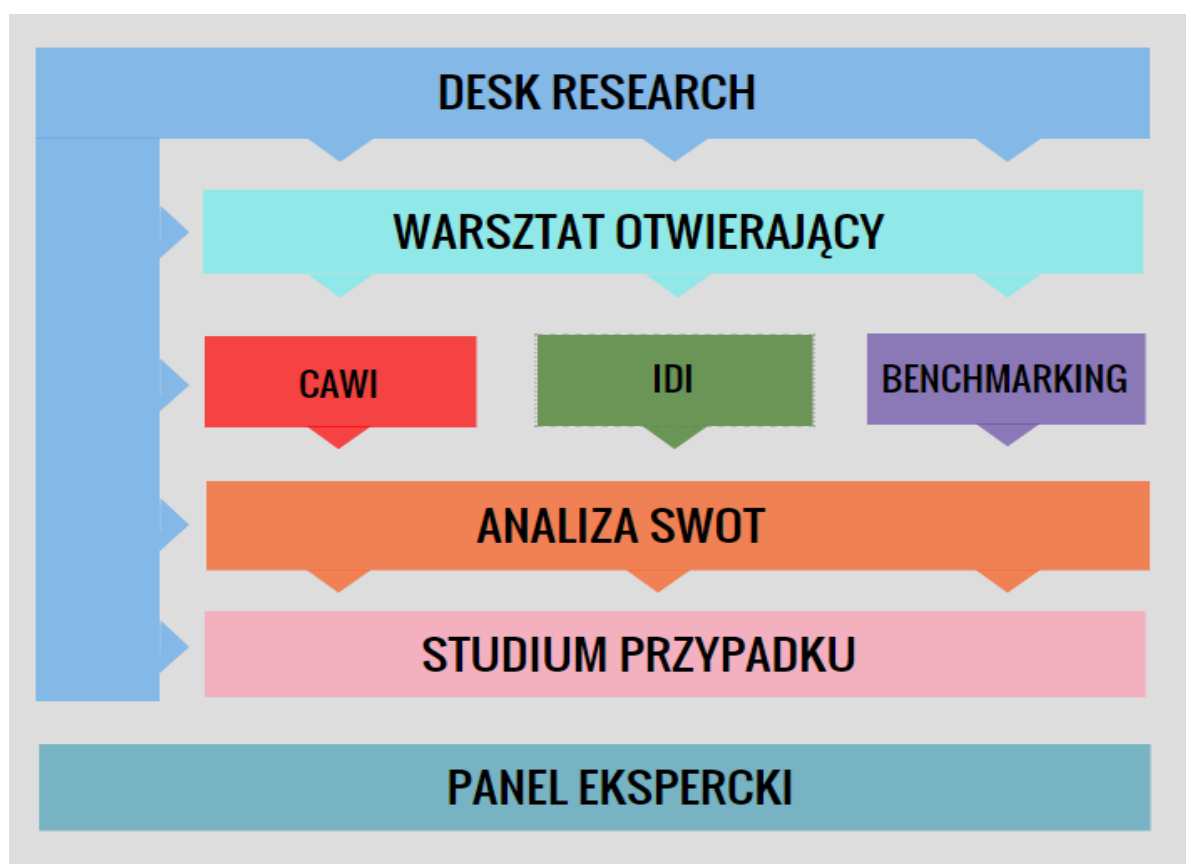 DESK RESEARCH
WARSZTAT OTWIERAJĄCY
CAWI
IDI
BENCHMARKING
ANALIZA SWOT
STUDIUM PRZYPADKU
PANEL EKSPERCKI